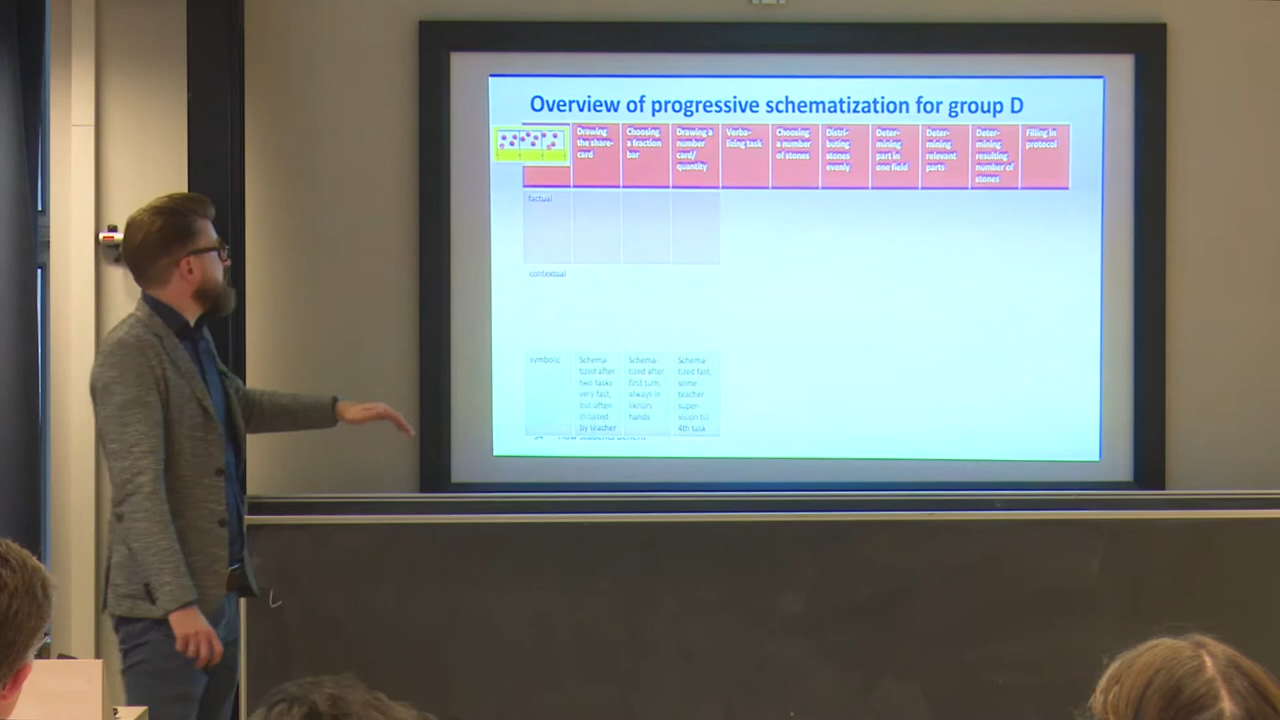 Overview of progressive schematization for group D
Drawing
the share-
card
Choosing
a fraction
bar
Drawing a
number
card/
quantity
Verba-
lizing task
Choosing
a number
of stones
Distri-
buting
stones
evenly
Deter-
mining
part in
one field
Deter-
mining
relevant
parts
Deter-
mining
resulting
number of
stones
Filling in
protocol
factual
contextual
symbolic
Schema-
tized after
two tasks
very fast,
but often
initiated
by teacher
Schema-
tized after
first turn,
always in
hands
Schema-
tized fast,
some
teacher
super-
vision til
4th task
34 How students benefit